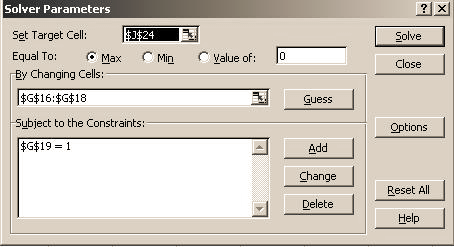 Solver Parameters
Set Target Cell: $J$24 Solve
Equal To: Max Min Value of: 0 Close
By Changing Cells:
$G$16:$G$18 Guess
Subject to the Constraints: Options
$G$19 = 1 Add
Change
Reset All
Delete
Help